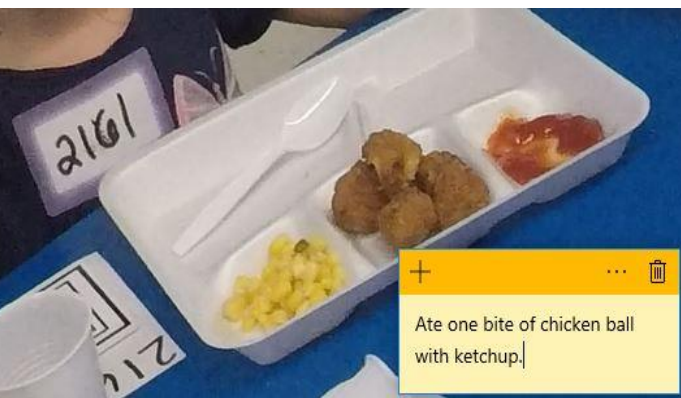 2161
Ate one bite of chicken ball
with ketchup.